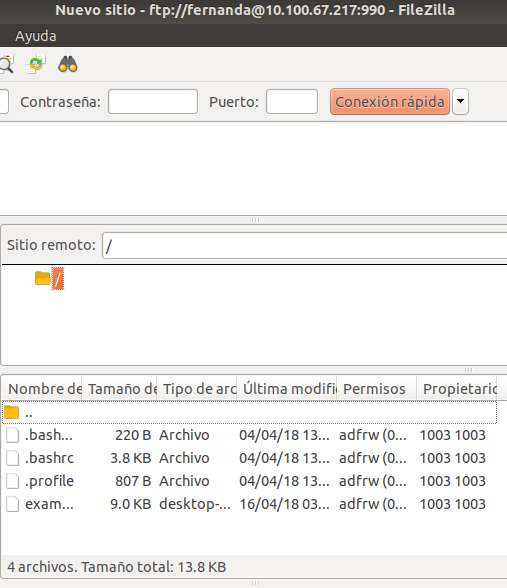 Nuevo sitio - ftp://fernanda@10.100.67.217:990 - FileZilla
Ayuda
Contraseña: Puerto: Conexión rápida
Sitio remoto: /
/
Nombre de Tamaño de Tipo de arc Última modifi Permisos Propietario
..
.bash... 220 B Archivo 04/04/18 13... adfrw (0... 1003 1003
.bashrc 3.8 KB Archivo 04/04/18 13... adfrw (0... 1003 1003
.profile 807 B Archivo 04/04/18 13... adfrw (0... 1003 1003
exam... 9.0 KB desktop-... 16/04/18 03... adfrw (0... 1003 1003
4 archivos. Tamaño total: 13.8 KB